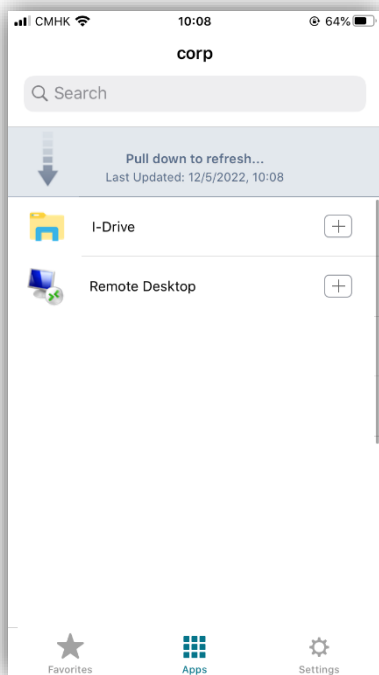 CMHK 10:08 64%
corp
Search
Pull down to refresh...
Last Updated: 12/5/2022, 10:08
I-Drive
Remote Desktop
Favorites Apps Settings